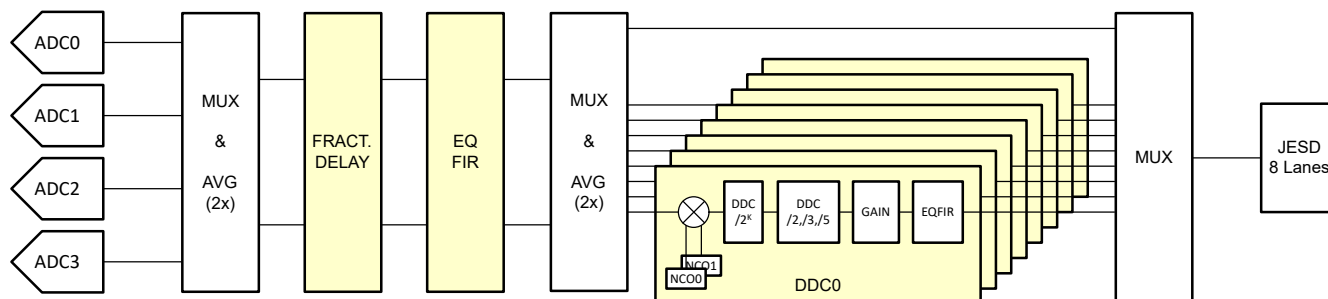 ADC0
ADC1
ADC2
ADC3
MUX
&
AVG
(2x)
FRACT.
DELAY
EQ
FIR
MUX
&
AVG
(2x)
DDC
/2ᴷ
DDC
/2,/3,/5
GAIN
EQFIR
NCO1
NCO0
DDC0
MUX
JESD
8 Lanes